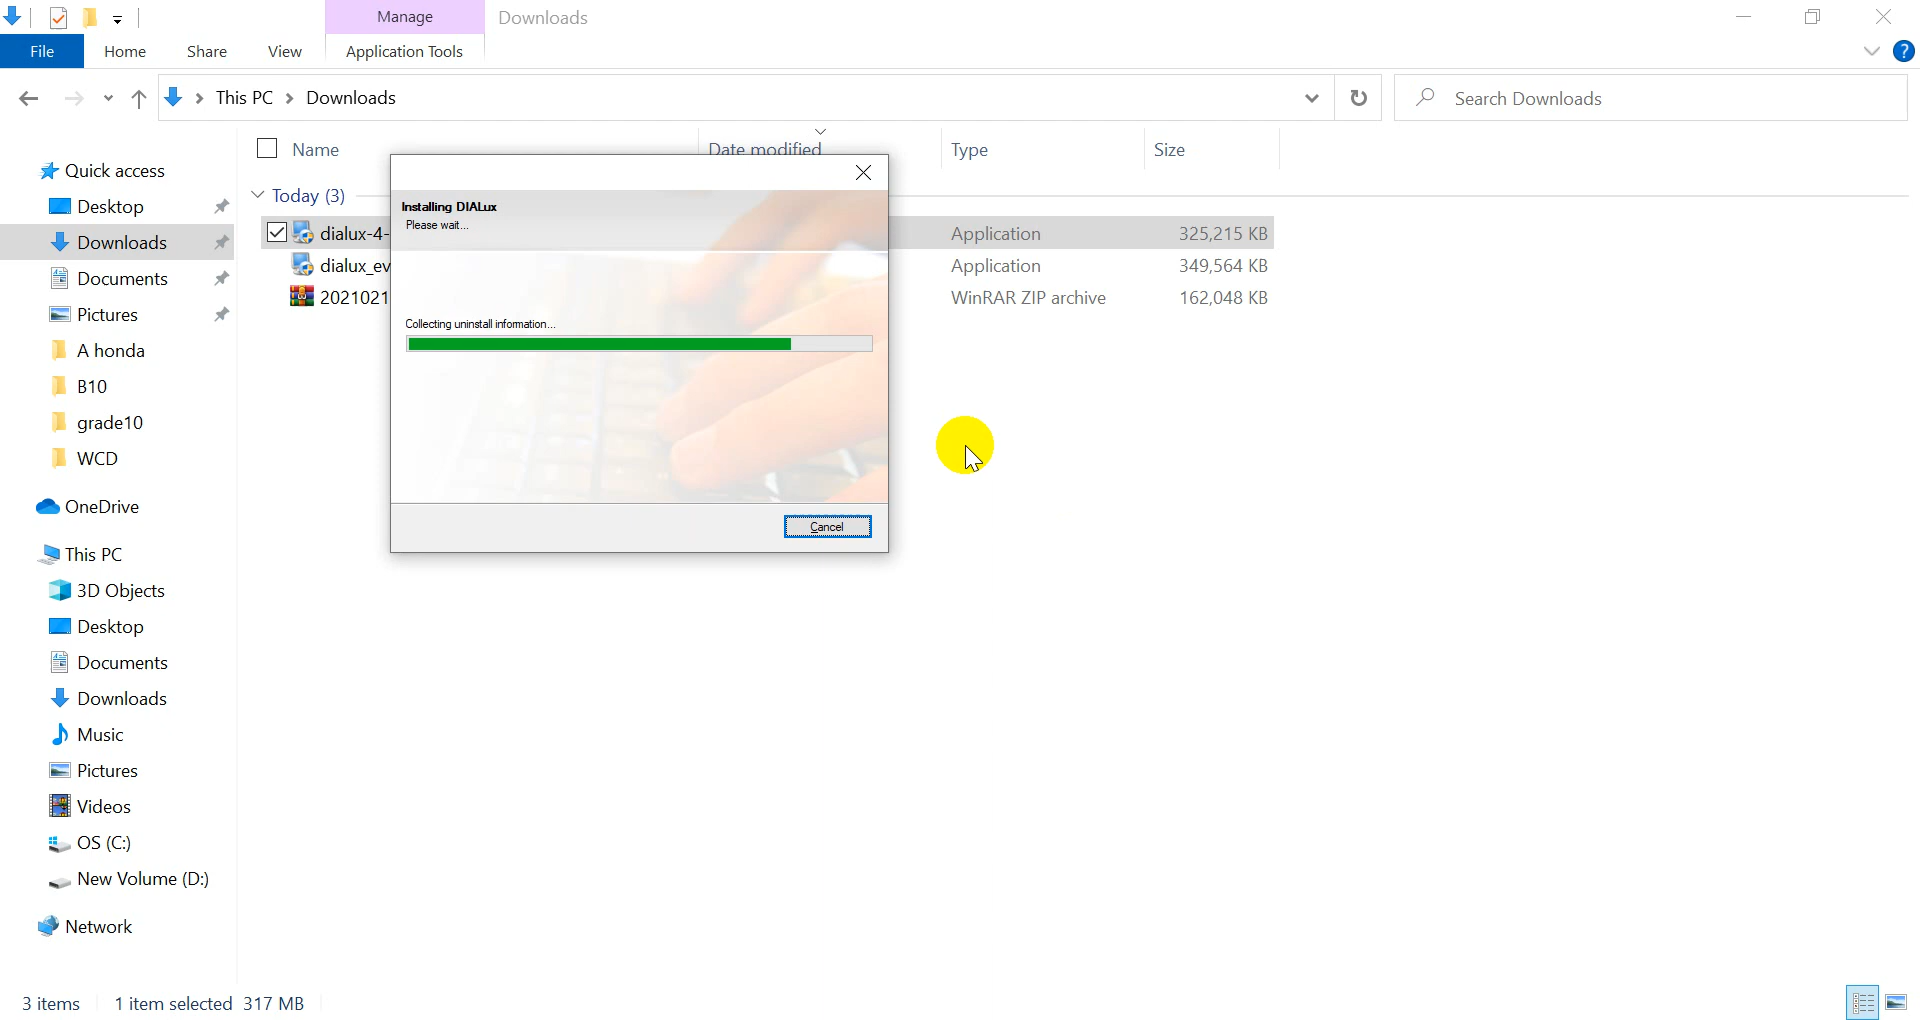 Manage
Downloads
File
Home
Share
View
Application Tools
?
This PC
Downloads
Search Downloads
Name
Date modified
Type
Size
Quick access
Desktop
Downloads
Documents
Pictures
A honda
B10
grade10
WCD
OneDrive
This PC
3D Objects
Desktop
Documents
Downloads
Music
Pictures
Videos
OS (C:)
New Volume (D:)
Network
Today (3)
dialux-4-
Application
325,215 KB
dialux_ev
Application
349,564 KB
2021021
WinRAR ZIP archive
162,048 KB
Installing DIALux
Please wait...
Collecting uninstall information...
Cancel
3 items
1 item selected 317 MB